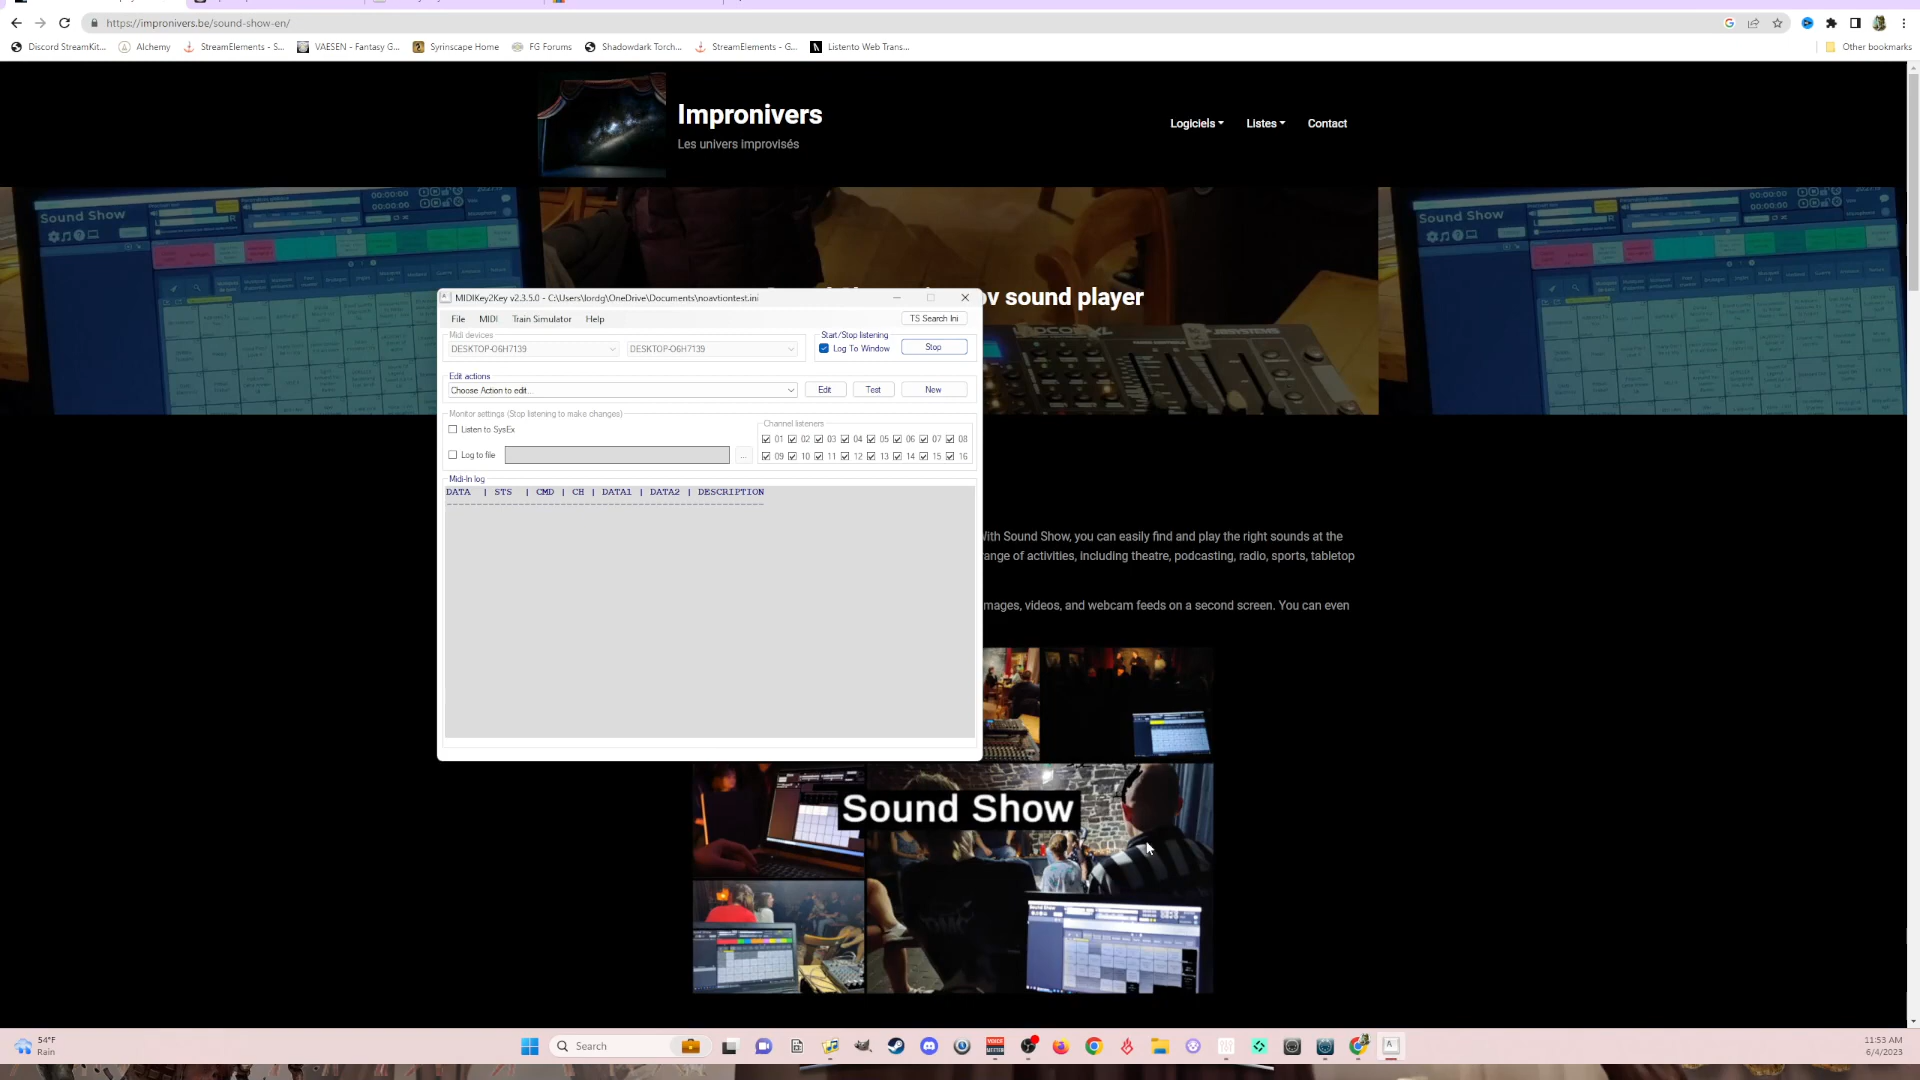 https://impronivers.be/sound-show-en/
Discord StreamKit...
Alchemy
StreamElements - S...
VAESEN - Fantasy G...
Syrinscape Home
FG Forums
Shadowdark Torch...
StreamElements - G...
Listento Web Trans...
Other bookmarks
Impronivers
Les univers improvisés
Logiciels
Listes
Contact
Sound Show
Sound Show
ov sound player
MIDIKey2Key v2.3.5.0 - C:\Users\lordg\OneDrive\Documents\noavtiontest.ini
File MIDI Train Simulator Help
TS Search Ini
Midi devices
DESKTOP-O6H7139
DESKTOP-O6H7139
Start/Stop listening
Log To Window
Stop
Edit actions
Choose Action to edit...
Edit
Test
New
Monitor settings (Stop listening to make changes)
Listen to SysEx
Log to file
...
Channel listeners
01 02 03 04 05 06 07 08
09 10 11 12 13 14 15 16
Midi-In log
DATA | STS | CMD | CH | DATA1 | DATA2 | DESCRIPTION
With Sound Show, you can easily find and play the right sounds at the
ange of activities, including theatre, podcasting, radio, sports, tabletop
mages, videos, and webcam feeds on a second screen. You can even
Sound Show
54°F
Rain
Search
11:53 AM
6/4/2023